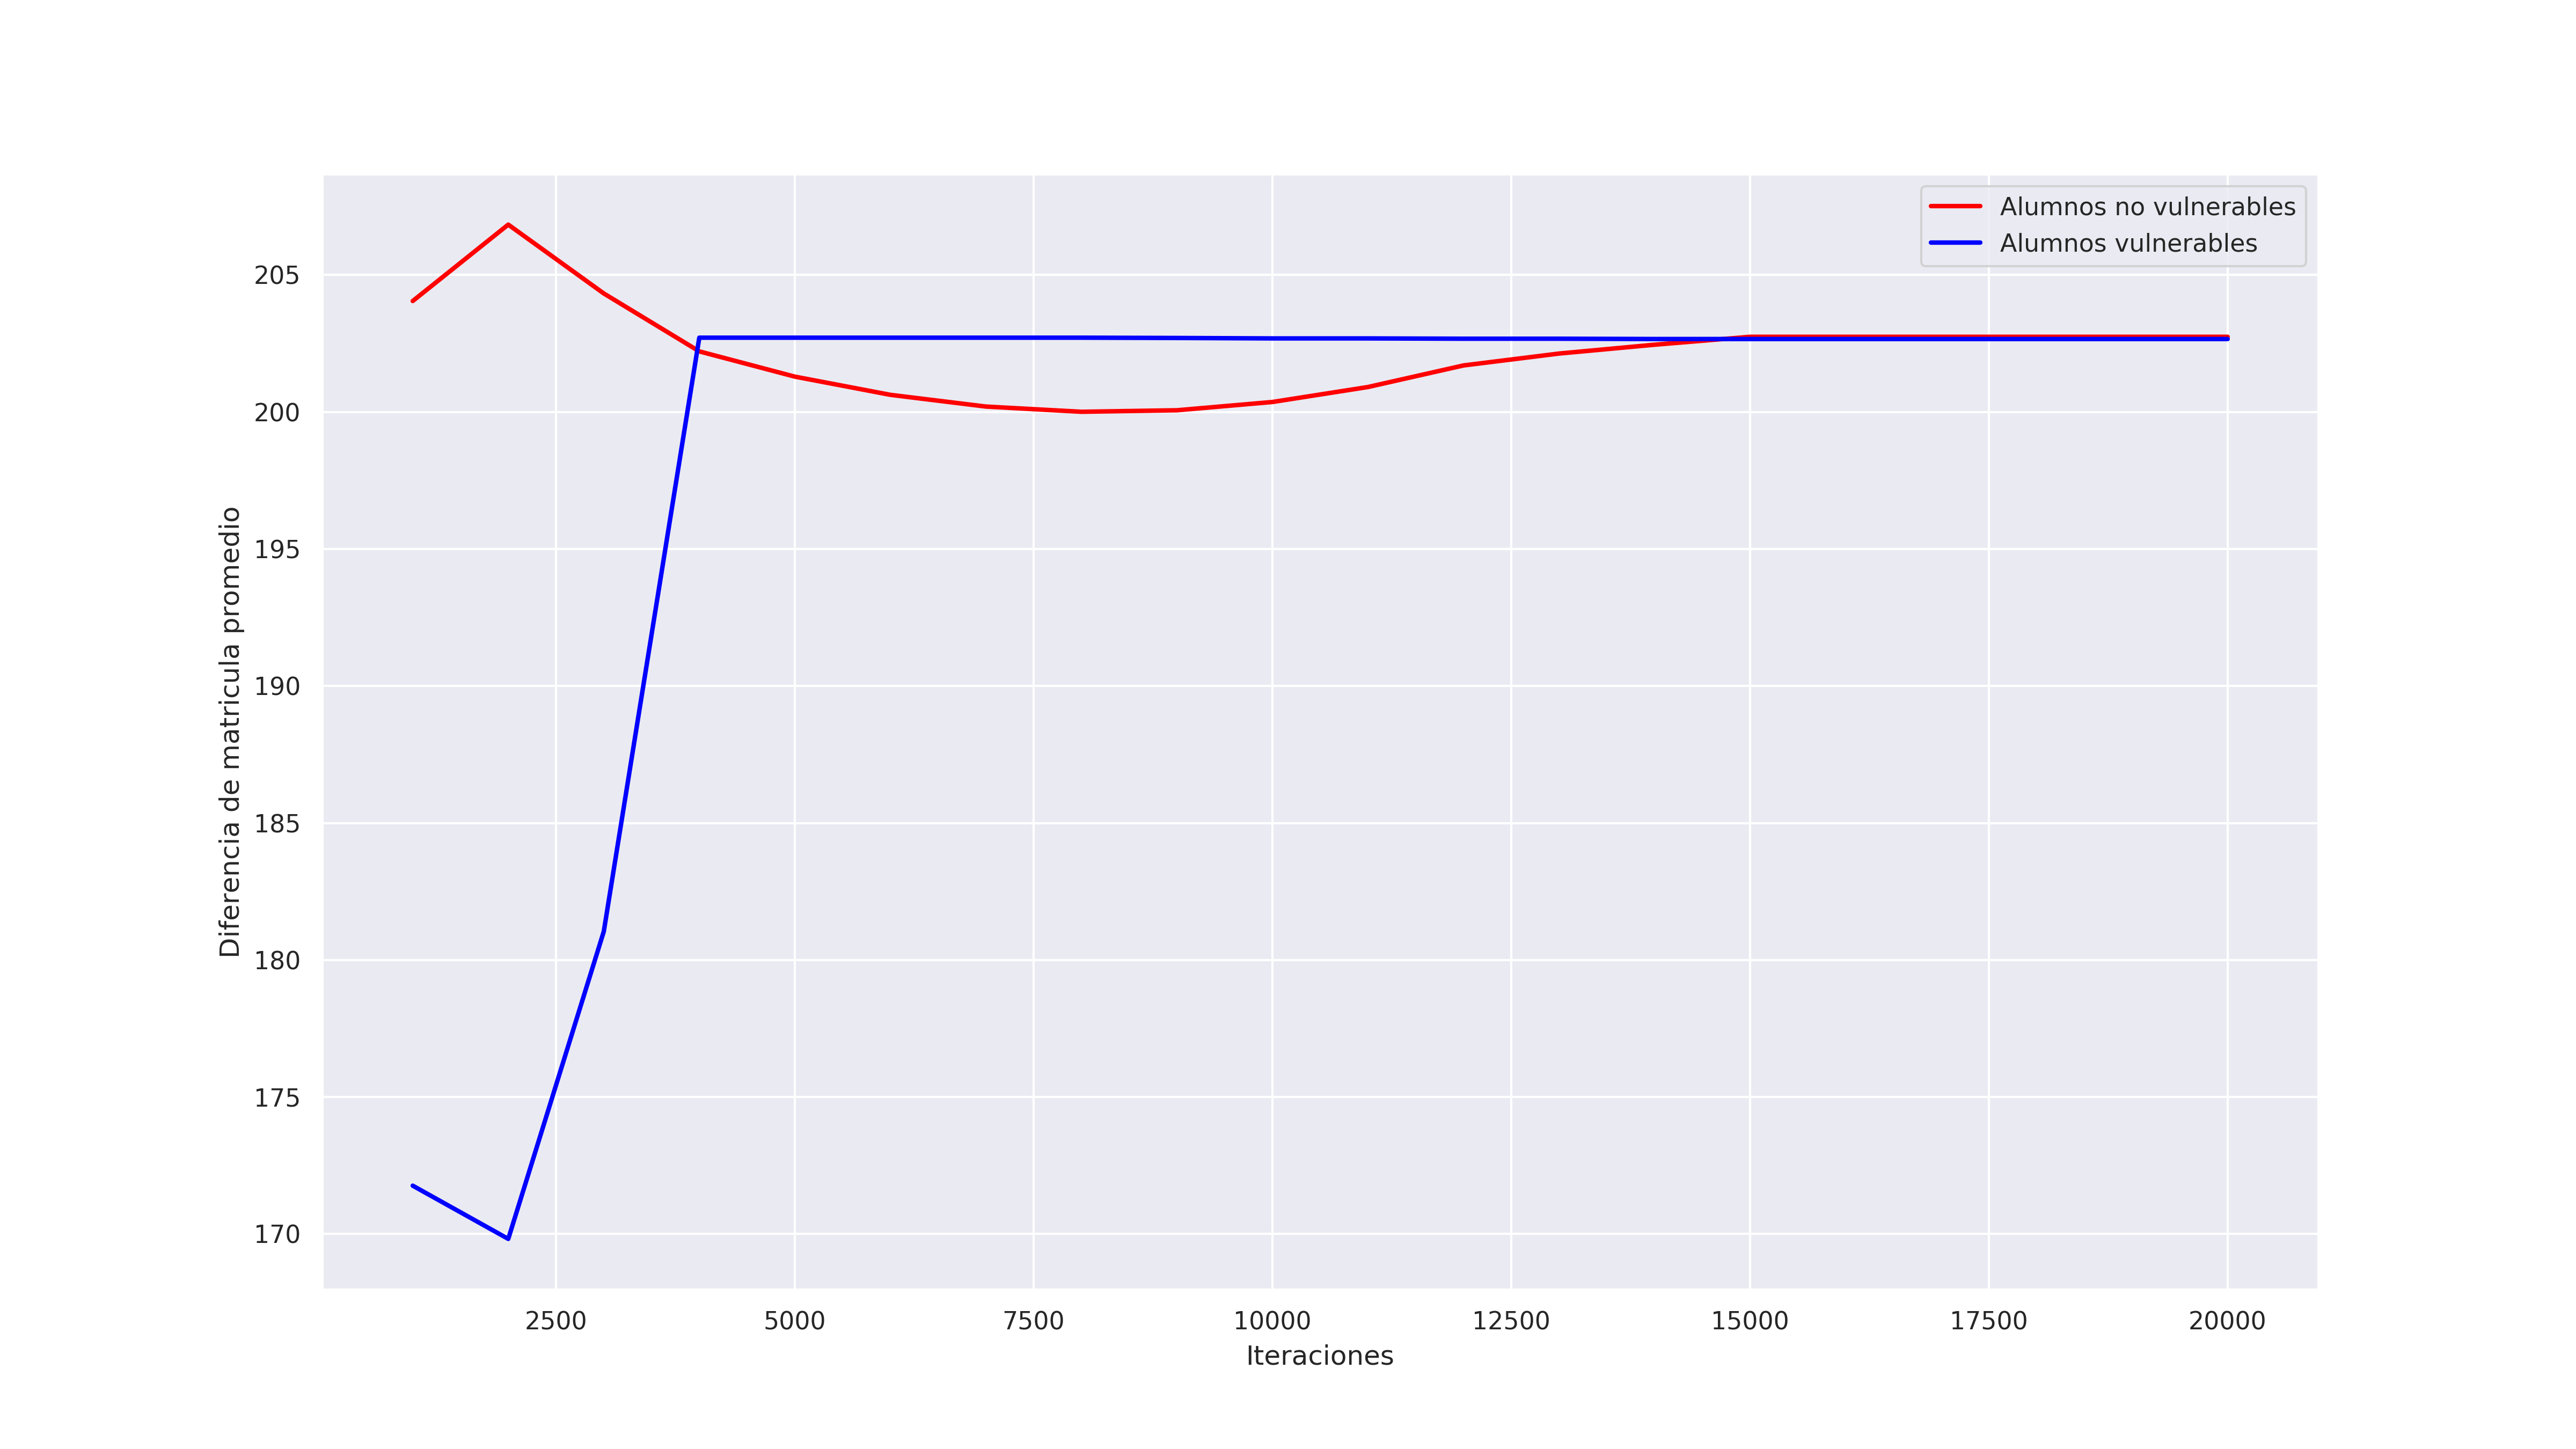 Alumnos no vulnerables
Alumnos vulnerables
205
200
195
190
185
180
175
170
Diferencia de matricula promedio
2500 5000 7500 10000 12500 15000 17500 20000
Iteraciones